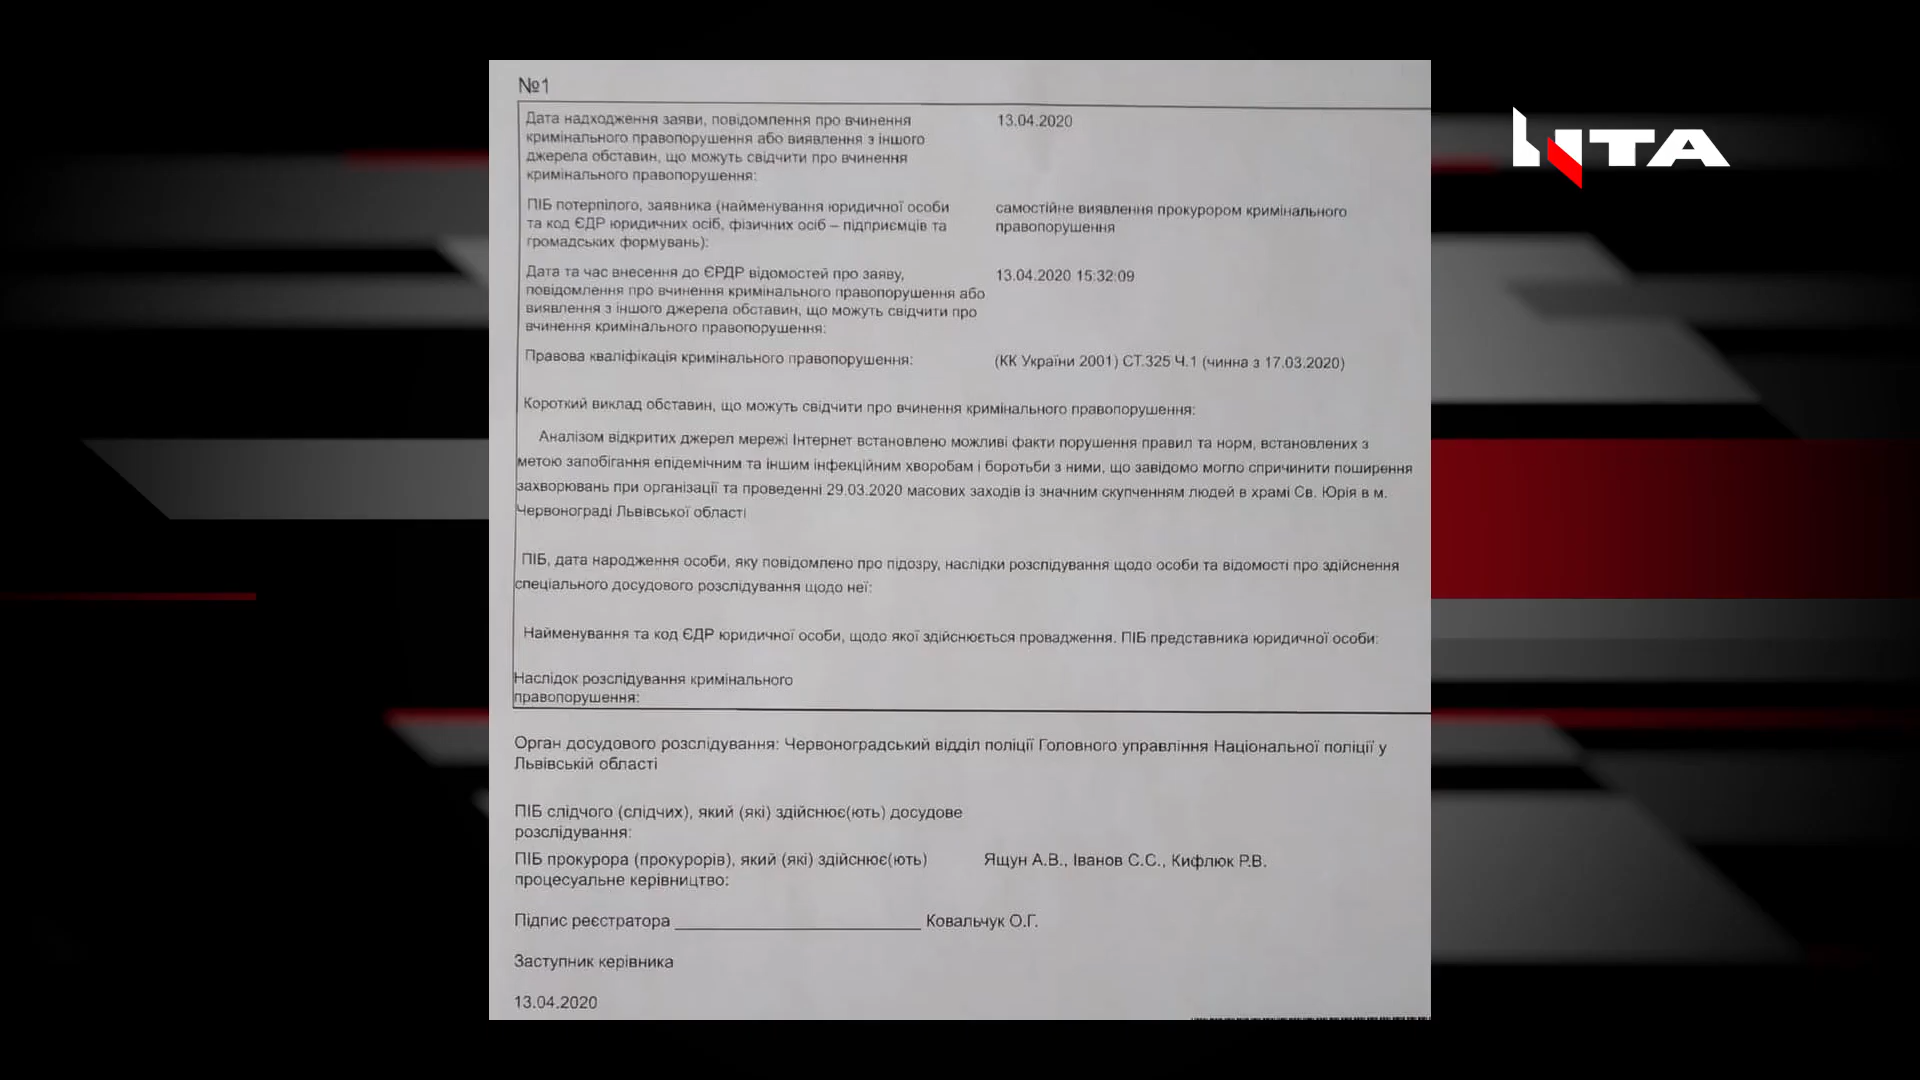 №1
Дата надходження заяви, повідомлення про вчинення
кримінального правопорушення або виявлення з іншого
джерела обставин, що можуть свідчити про вчинення
кримінального правопорушення:
13.04.2020
ПІБ потерпілого, заявника (найменування юридичної особи
та код ЄДР юридичних осіб, фізичних осіб – підприємців та
громадських формувань):
самостійне виявлення прокурором кримінального
правопорушення
Дата та час внесення до ЄРДР відомостей про заяву,
повідомлення про вчинення кримінального правопорушення або
виявлення з іншого джерела обставин, що можуть свідчити про
вчинення кримінального правопорушення:
13.04.2020 15:32:09
Правова кваліфікація кримінального правопорушення:
(КК України 2001) СТ.325 Ч.1 (чинна з 17.03.2020)
Короткий виклад обставин, що можуть свідчити про вчинення кримінального правопорушення:
Аналізом відкритих джерел мережі Інтернет встановлено можливі факти порушення правил та норм, встановлених з
метою запобігання епідемічним та іншим інфекційним хворобам і боротьби з ними, що завідомо могло спричинити поширення
захворювань при організації та проведенні 29.03.2020 масових заходів із значним скупченням людей в храмі Св. Юрія в м.
Червонограді Львівської області
ПІБ, дата народження особи, яку повідомлено про підозру, наслідки розслідування щодо особи та відомості про здійснення
спеціального досудового розслідування щодо неї:
Найменування та код ЄДР юридичної особи, щодо якої здійснюється провадження. ПІБ представника юридичної особи:
Наслідок розслідування кримінального
правопорушення:
Орган досудового розслідування: Червоноградський відділ поліції Головного управління Національної поліції у
Львівській області
ПІБ слідчого (слідчих), який (які) здійснює(ють) досудове
розслідування:
ПІБ прокурора (прокурорів), який (які) здійснює(ють)
процесуальне керівництво:
Ящун А.В., Іванов С.С., Кифлюк Р.В.
Підпис реєстратора ______________________ Ковальчук О.Г.
Заступник керівника
13.04.2020
НТА